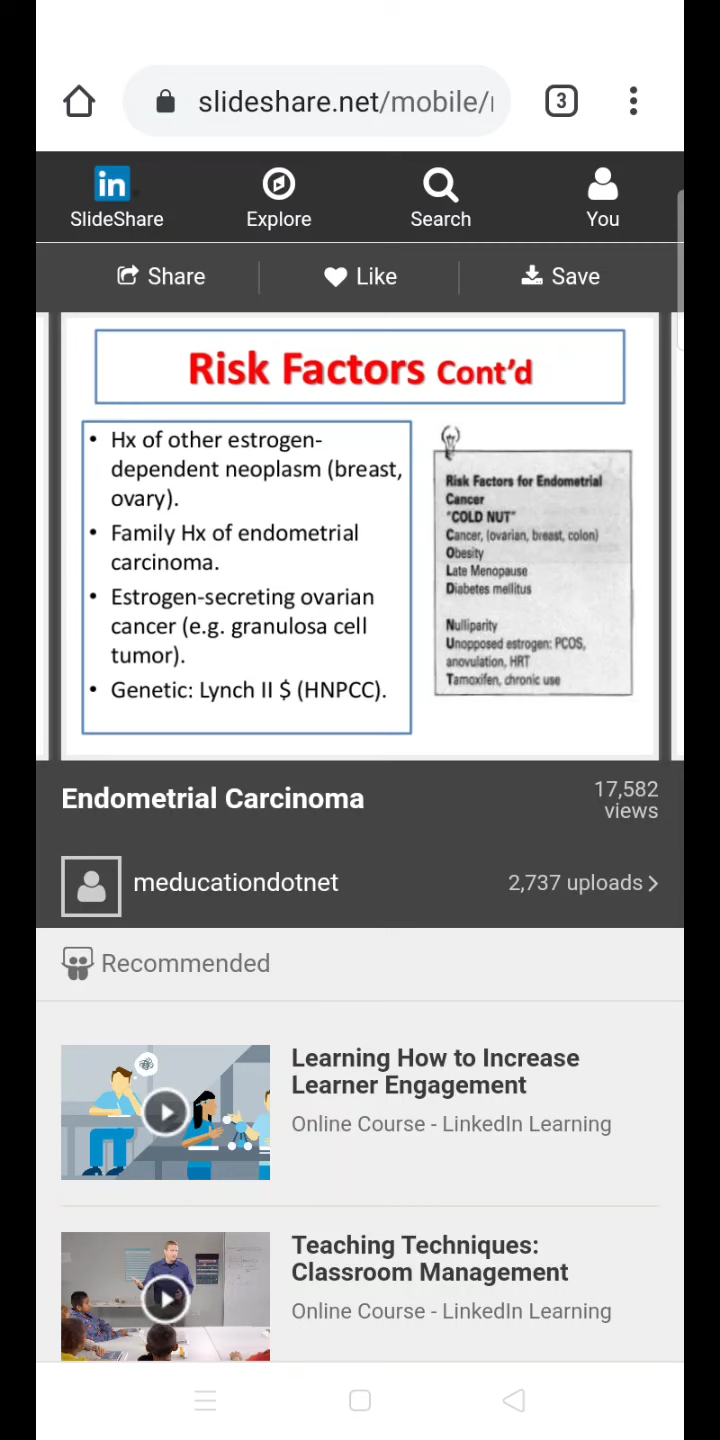 slideshare.net/mobile/
3
in
SlideShare
Explore
Search
You
Share
Like
Save
Risk Factors Cont'd
• Hx of other estrogen-
dependent neoplasm (breast,
ovary).
• Family Hx of endometrial
carcinoma.
• Estrogen-secreting ovarian
cancer (e.g. granulosa cell
tumor).
• Genetic: Lynch II $ (HNPCC).
Risk Factors for Endometrial
Cancer
"COLD NUT"
Cancer, (ovarian, breast, colon)
Obesity
Late Menopause
Diabetes mellitus
Nulliparity
Unopposed estrogen: PCOS,
anovulation, HRT
Tamoxifen, chronic use
Endometrial Carcinoma
17,582
views
meducationdotnet
2,737 uploads
Recommended
Learning How to Increase
Learner Engagement
Online Course - LinkedIn Learning
Teaching Techniques:
Classroom Management
Online Course - LinkedIn Learning